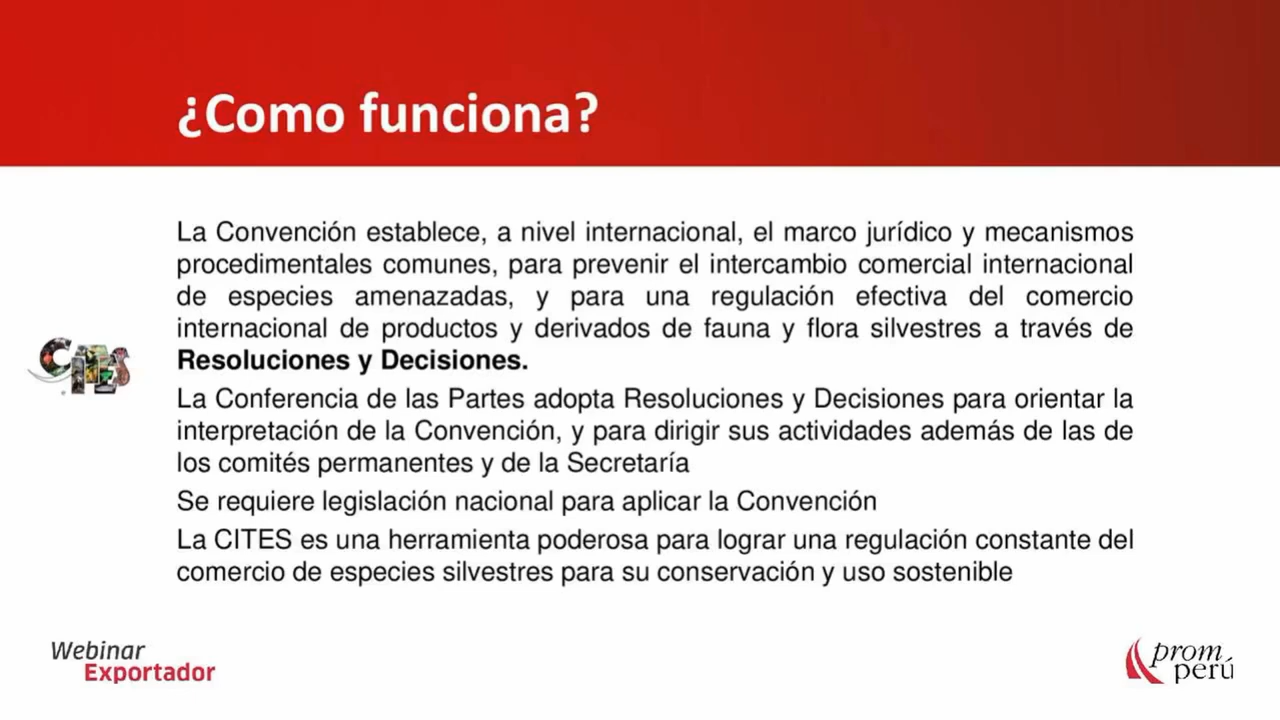 ¿Como funciona?
La Convención establece, a nivel internacional, el marco jurídico y mecanismos
procedimentales comunes, para prevenir el intercambio comercial internacional
de especies amenazadas, y para una regulación efectiva del comercio
internacional de productos y derivados de fauna y flora silvestres a través de
Resoluciones y Decisiones.
CITES
La Conferencia de las Partes adopta Resoluciones y Decisiones para orientar la
interpretación de la Convención, y para dirigir sus actividades además de las de
los comités permanentes y de la Secretaría
Se requiere legislación nacional para aplicar la Convención
La CITES es una herramienta poderosa para lograr una regulación constante del
comercio de especies silvestres para su conservación y uso sostenible
Webinar
Exportador
prom
perú